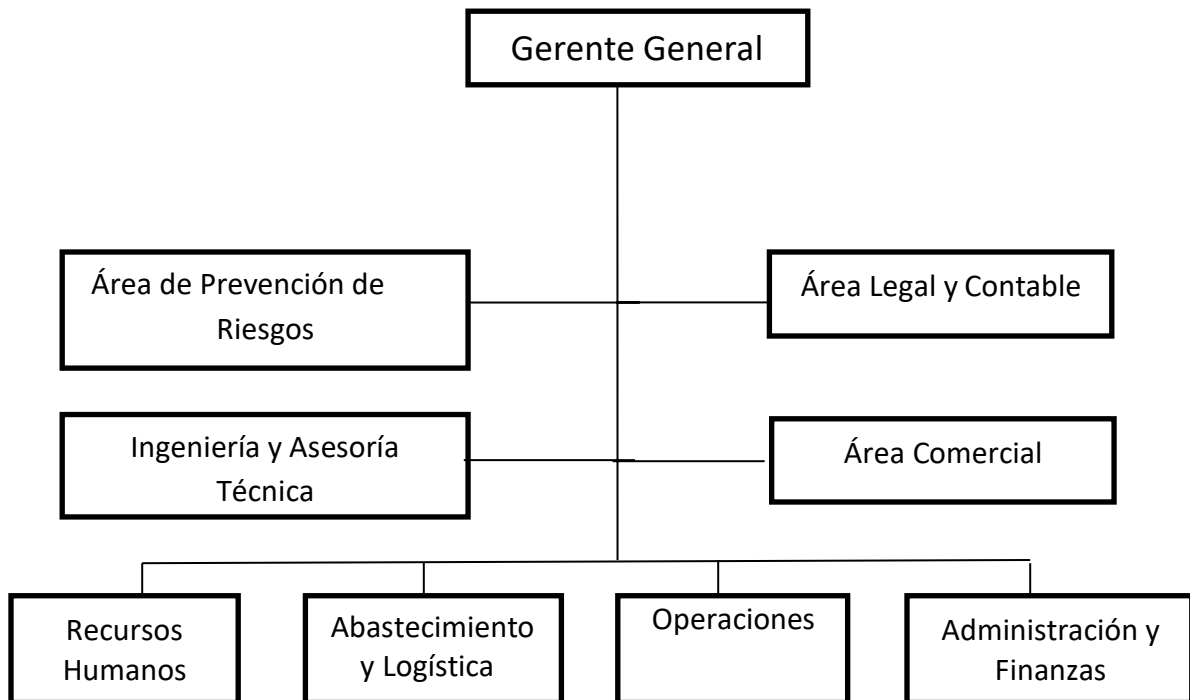 Gerente General
Área de Prevención de
Riesgos
Área Legal y Contable
Ingeniería y Asesoría
Técnica
Área Comercial
Recursos
Humanos
Abastecimiento
y Logística
Operaciones
Administración y
Finanzas